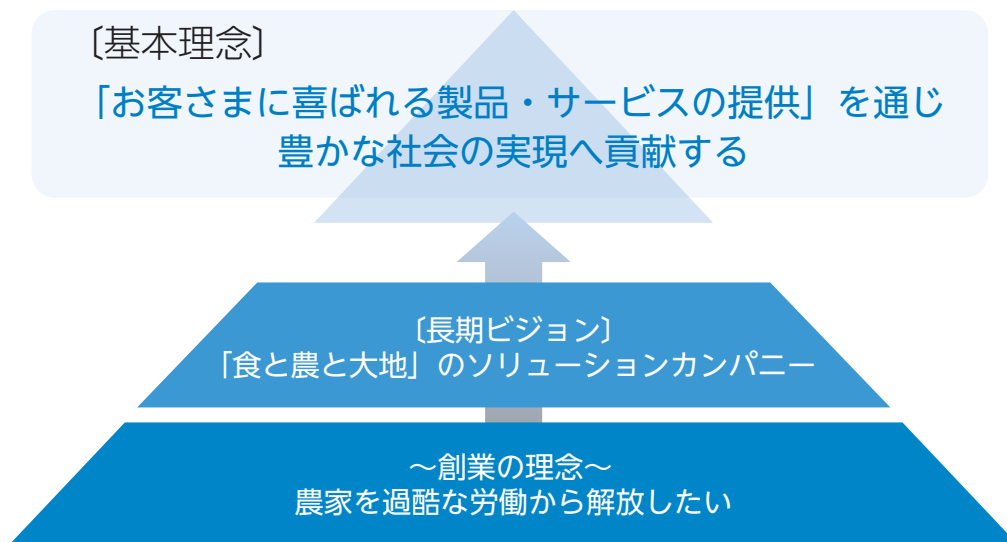 〔基本理念〕
「お客さまに喜ばれる製品・サービスの提供」を通じ
豊かな社会の実現へ貢献する
〔長期ビジョン〕
「食と農と大地」のソリューションカンパニー
～創業の理念～
農家を過酷な労働から解放したい